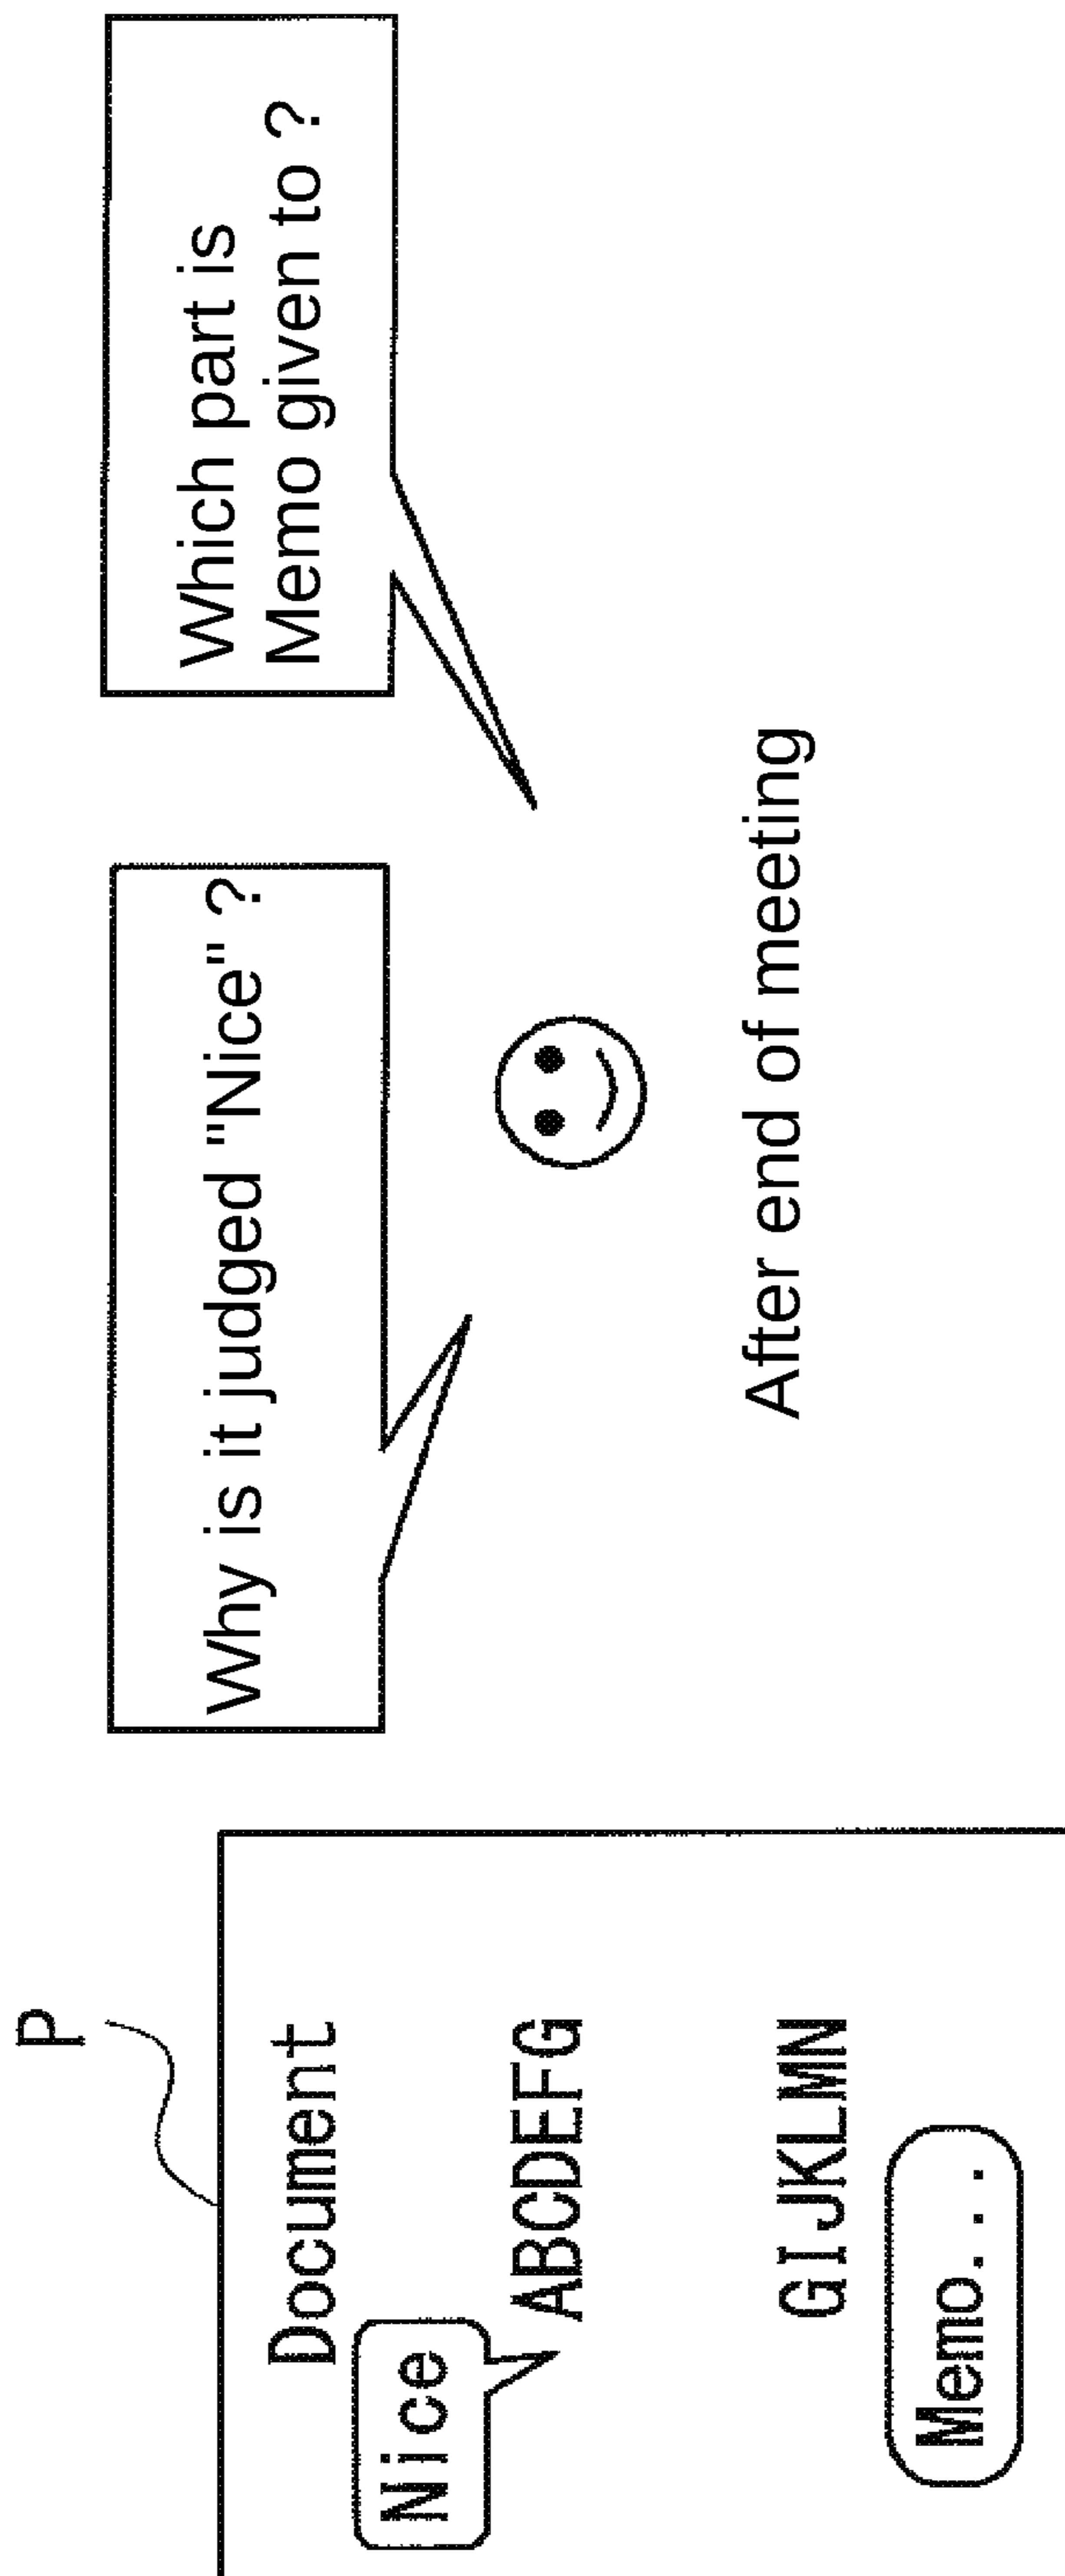 P
Document
Nice
ABCDEFG
GIJKLMN
Memo...
Why is it judged "Nice" ?
Which part is
Memo given to ?
After end of meeting